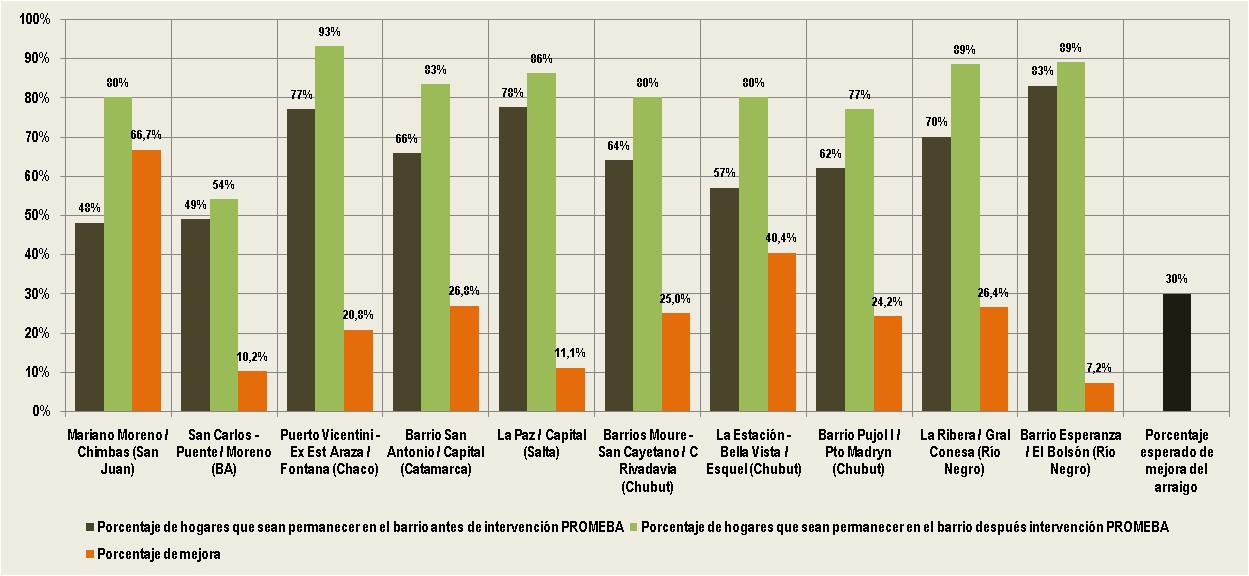 100%
90%
80%
70%
60%
50%
40%
30%
20%
10%
0%
48%
80%
66,7%
49%
54%
10,2%
77%
93%
20,8%
66%
83%
26,8%
78%
86%
11,1%
64%
80%
25,0%
57%
80%
40,4%
62%
77%
24,2%
70%
89%
26,4%
83%
89%
7,2%
30%
Mariano Moreno /
Chimbas (San
Juan)
San Carlos -
Puente / Moreno
(BA)
Puerto Vicentini -
Ex Est Araza /
Fontana (Chaco)
Barrio San
Antonio / Capital
(Catamarca)
La Paz / Capital
(Salta)
Barrios Moure -
San Cayetano / C
Rivadavia
(Chubut)
La Estación -
Bella Vista /
Esquel (Chubut)
Barrio Pujol I /
Pto Madryn
(Chubut)
La Ribera / Gral
Conesa (Río
Negro)
Barrio Esperanza
/ El Bolsón (Río
Negro)
Porcentaje
esperado de
mejora del
arraigo
Porcentaje de hogares que sean permanecer en el barrio antes de intervención PROMEBA
Porcentaje de hogares que sean permanecer en el barrio después intervención PROMEBA
Porcentaje de mejora